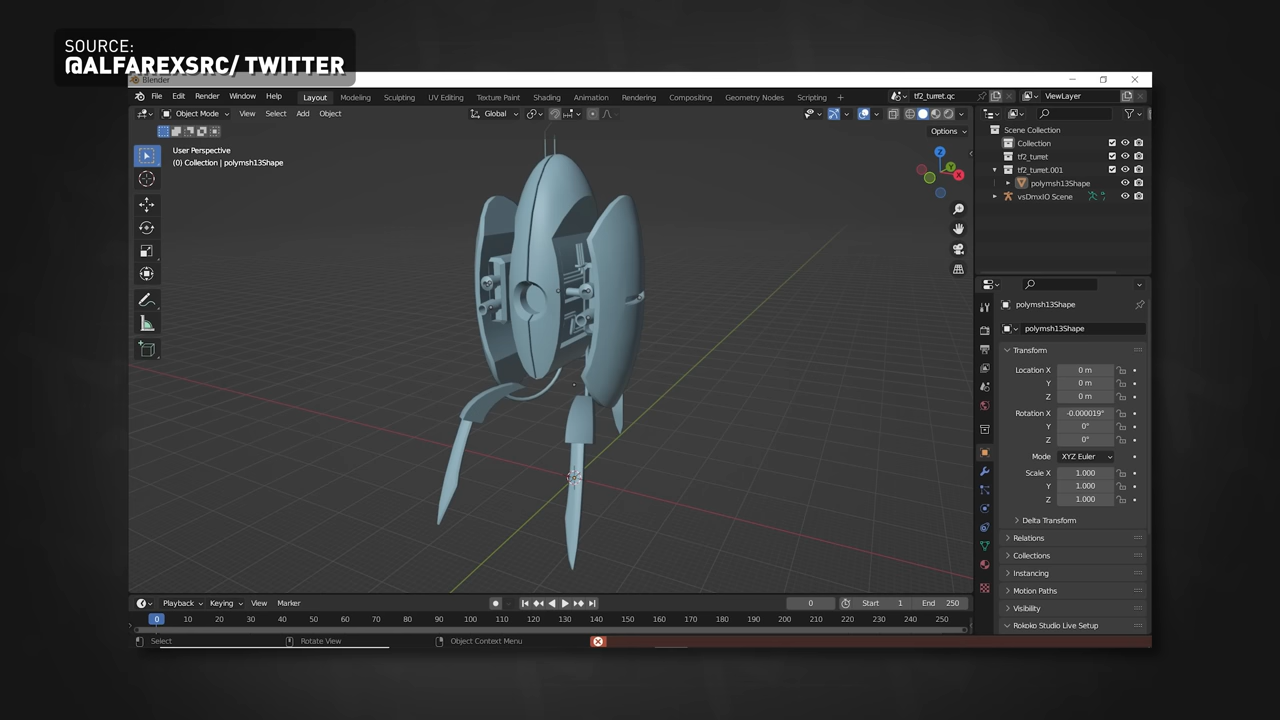 SOURCE:
@ALFAREXSRC/ TWITTER
Blender
File Edit Render Window Help
Layout Modeling Sculpting UV Editing Texture Paint Shading Animation Rendering Compositing Geometry Nodes Scripting +
tf2_turret.qc
ViewLayer
Object Mode View Select Add Object
Global
Options
User Perspective
(0) Collection | polymsh13Shape
Z
Y
X
Scene Collection
Collection
tf2_turret
tf2_turret.001
polymsh13Shape
vsDmxIO Scene
polymsh13Shape
polymsh13Shape
Transform
Location X 0 m
Y 0 m
Z 0 m
Rotation X -0.000019°
Y 0°
Z 0°
Mode XYZ Euler
Scale X 1.000
Y 1.000
Z 1.000
Delta Transform
Relations
Collections
Instancing
Motion Paths
Visibility
Rokoko Studio Live Setup
Playback Keying View Marker
0 Start 1 End 250
0 10 20 30 40 50 60 70 80 90 100 110 120 130 140 150 160 170 180 190 200 210 220 230 240 250
Select Rotate View Object Context Menu